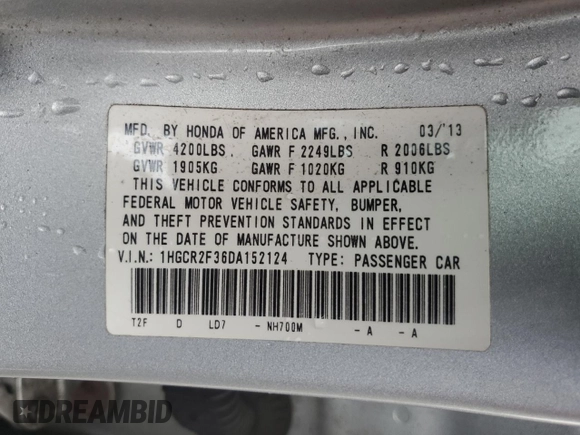 MFD. BY HONDA OF AMERICA MFG., INC. 03/'13
GVWR 4200LBS. GAWR F 2249LBS R 2006LBS
GVWR 1905KG GAWR F 1020KG R 910KG
THIS VEHICLE CONFORMS TO ALL APPLICABLE
FEDERAL MOTOR VEHICLE SAFETY, BUMPER,
AND THEFT PREVENTION STANDARDS IN EFFECT
ON THE DATE OF MANUFACTURE SHOWN ABOVE.
V.I.N.: 1HGCR2F36DA152124 TYPE: PASSENGER CAR
T2F D LD7 - NH700M - A - A
DREAMBID